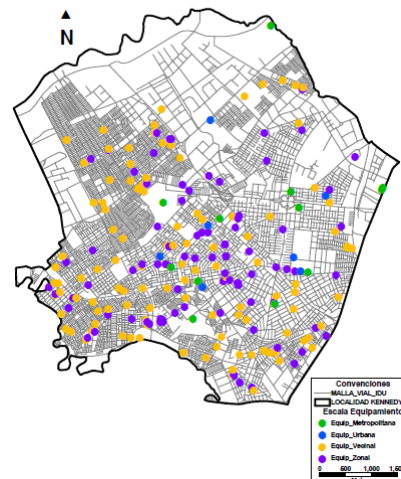 N
Convenciones
MALLA_VIAL_IDU
LOCALIDAD KENNEDY
Escala Equipamiento
Equip_Metropolitana
Equip_Urbana
Equip_Vecinal
Equip_Zonal
0 500 1,000